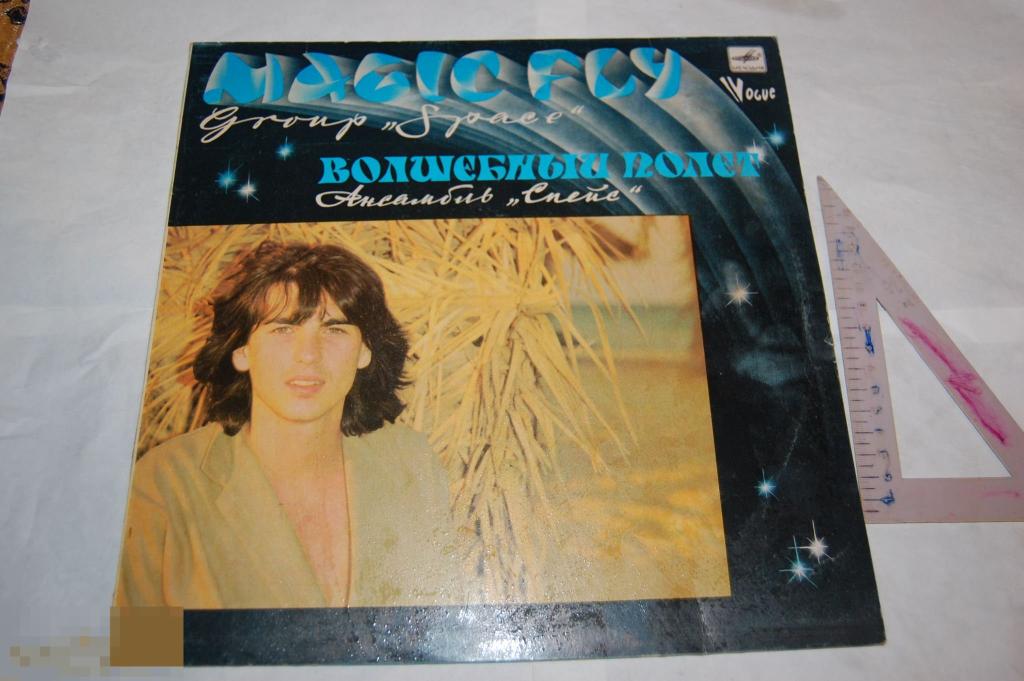 MAGIC FLY
Group „Space“
Vogue
ВОЛШЕБНЫЙ ПОЛЕТ
Ансамбль „Спейс“